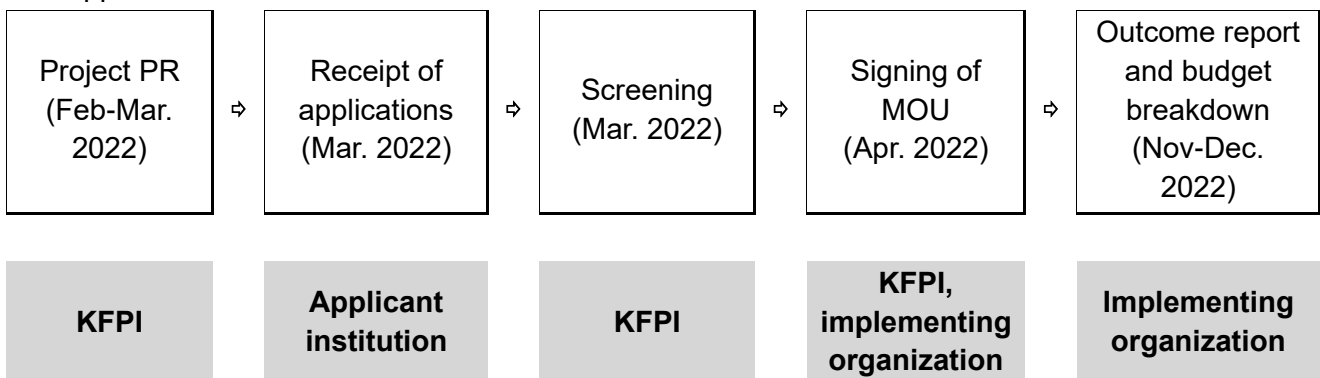 Project PR
(Feb-Mar.
2022)
⇨
Receipt of
applications
(Mar. 2022)
⇨
Screening
(Mar. 2022)
⇨
Signing of
MOU
(Apr. 2022)
⇨
Outcome report
and budget
breakdown
(Nov-Dec.
2022)
KFPI
Applicant
institution
KFPI
KFPI,
implementing
organization
Implementing
organization